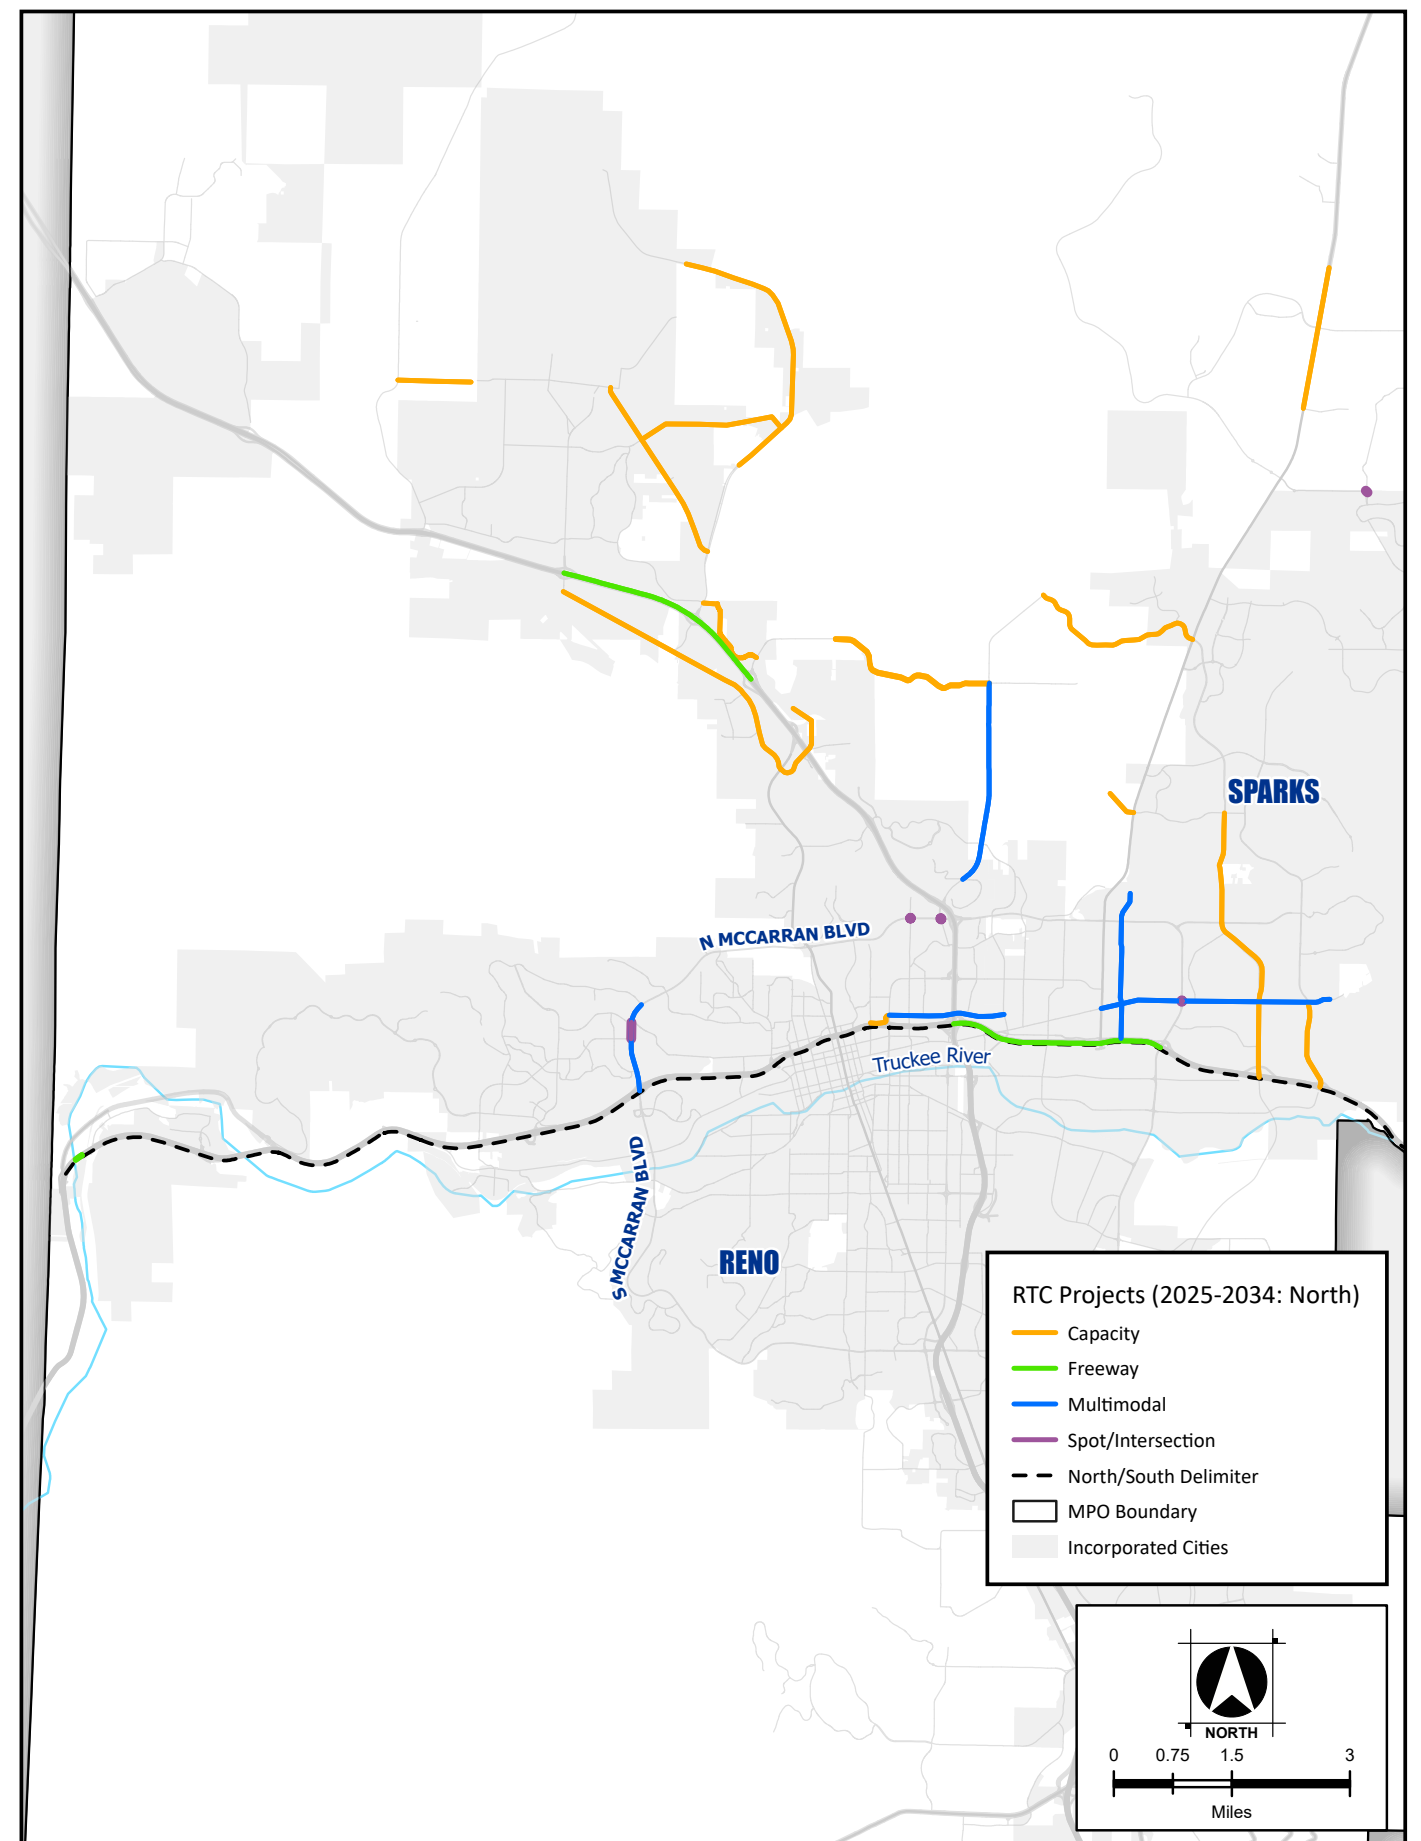 SPARKS
N MCCARRAN BLVD
Truckee River
S MCCARRAN BLVD
RENO
RTC Projects (2025-2034: North)
Capacity
Freeway
Multimodal
Spot/Intersection
North/South Delimiter
MPO Boundary
Incorporated Cities
NORTH
0 0.75 1.5 3
Miles